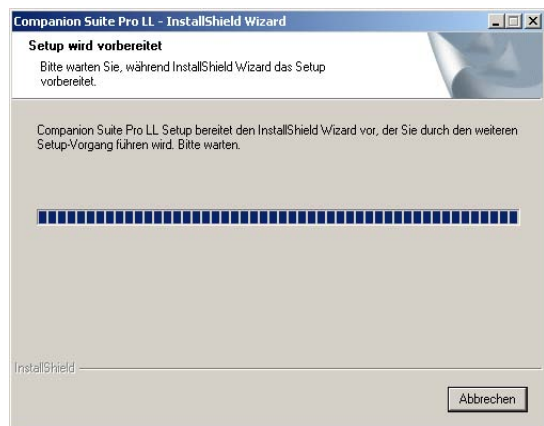 Companion Suite Pro LL - InstallShield Wizard
Setup wird vorbereitet
Bitte warten Sie, während InstallShield Wizard das Setup
vorbereitet.
Companion Suite Pro LL Setup bereitet den InstallShield Wizard vor, der Sie durch den weiteren
Setup-Vorgang führen wird. Bitte warten.
InstallShield
Abbrechen